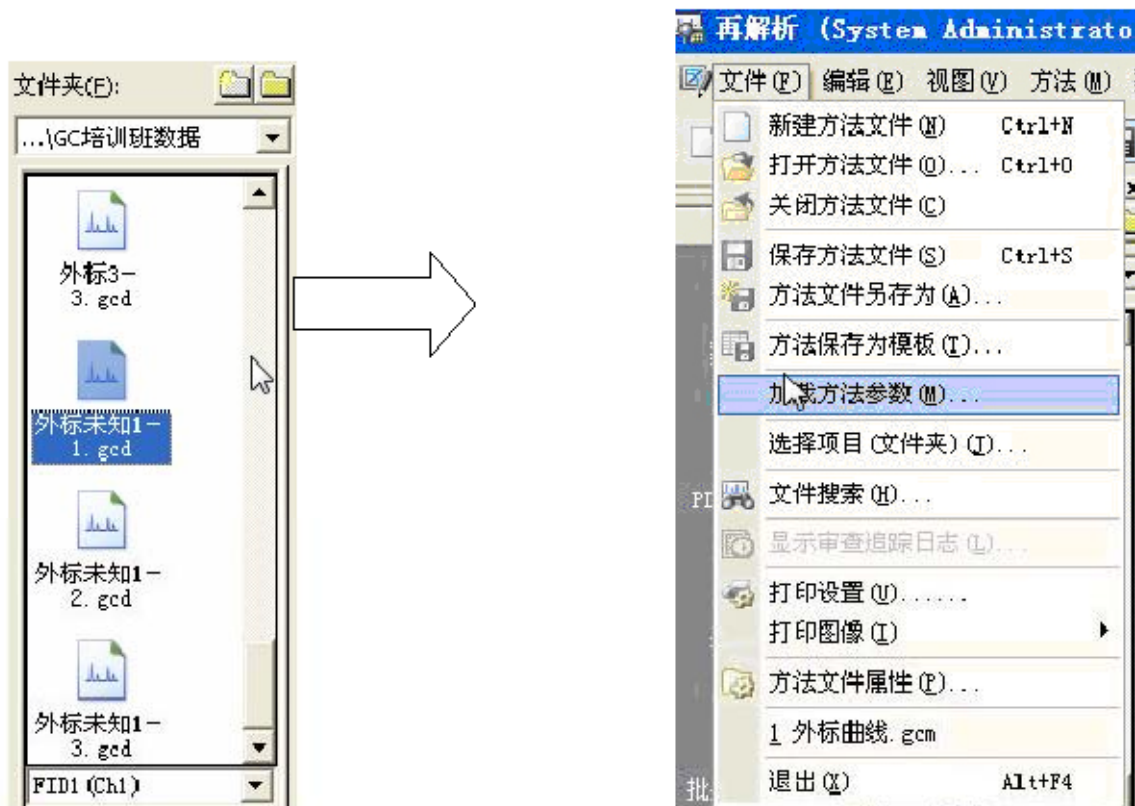 文件夹(F):
...\GC培训班数据
外标3-
3. gcd
外标未知1-
1. gcd
外标未知1-
2. gcd
外标未知1-
3. gcd
FID1 (Ch1)
再解析 (System Administrato
文件(F) 编辑(E) 视图(V) 方法(M)
新建方法文件(N) Ctrl+N
打开方法文件(O)... Ctrl+O
关闭方法文件(C)
保存方法文件(S) Ctrl+S
方法文件另存为(A)...
方法保存为模板(T)...
加载方法参数(M)...
选择项目(文件夹)(J)...
文件搜索(H)...
显示审查追踪日志(L)...
打印设置(U)......
打印图像(I)
方法文件属性(P)...
1 外标曲线. gcm
退出(X) Alt+F4
批